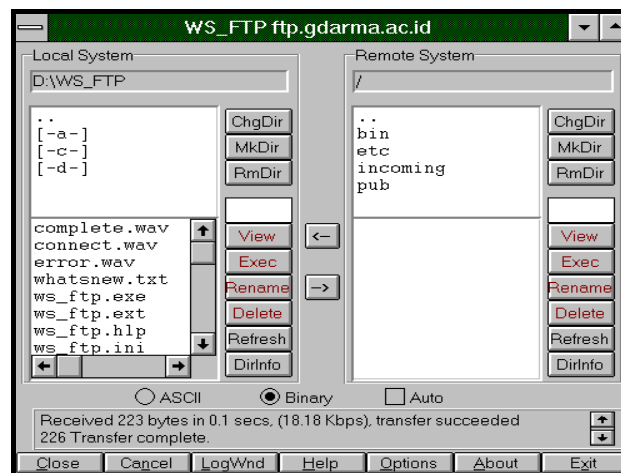 WS_FTP ftp.gdarma.ac.id
Local System
D:\WS_FTP
..
[-a-]
[-c-]
[-d-]
ChgDir
MkDir
RmDir
complete.wav
connect.wav
error.wav
whatsnew.txt
ws_ftp.exe
ws_ftp.ext
ws_ftp.hlp
ws_ftp.ini
View
Exec
Rename
Delete
Refresh
DirInfo
<--
-->
Remote System
/
..
bin
etc
incoming
pub
ChgDir
MkDir
RmDir
View
Exec
Rename
Delete
Refresh
DirInfo
ASCII Binary Auto
Received 223 bytes in 0.1 secs, (18.18 Kbps), transfer succeeded
226 Transfer complete.
Close Cancel LogWnd Help Options About Exit